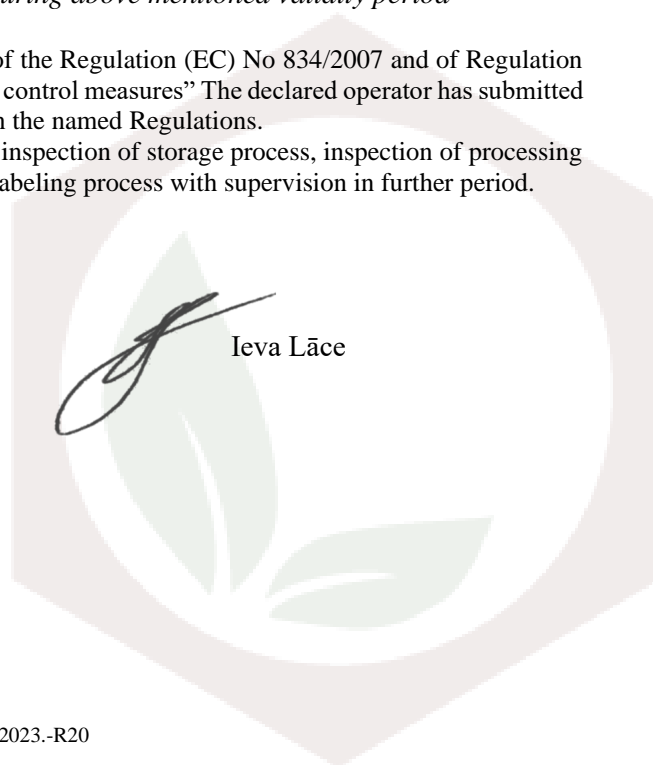 uring above mentioned validity period
of the Regulation (EC) No 834/2007 and of Regulation
control measures” The declared operator has submitted
n the named Regulations.
inspection of storage process, inspection of processing
abeling process with supervision in further period.
Ieva Lāce
2023.-R20